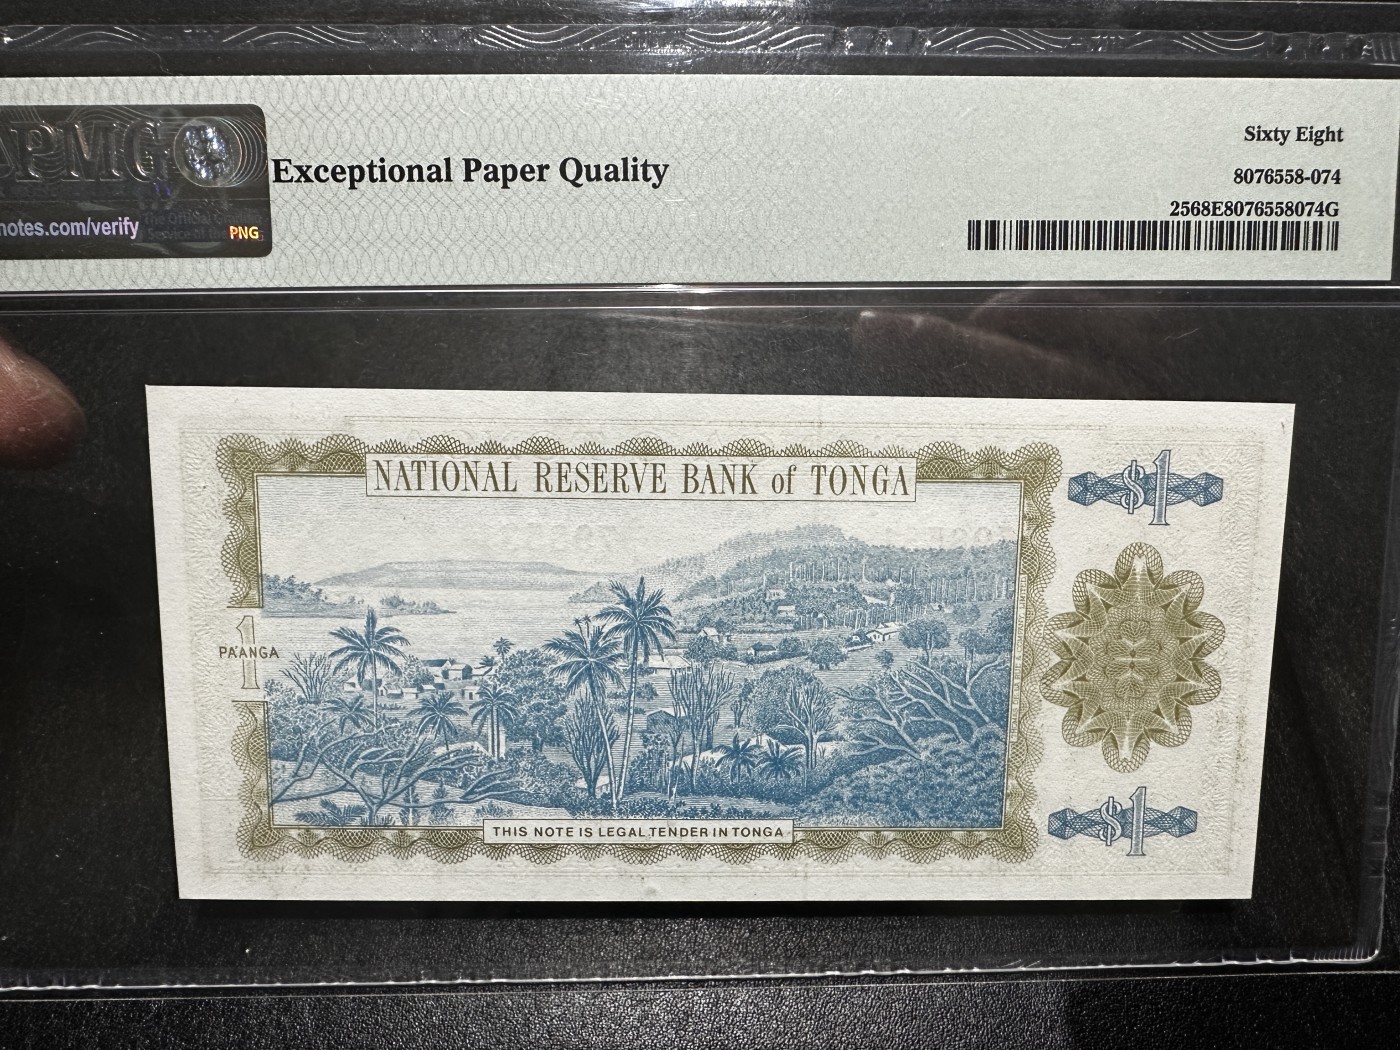 PMG
notes.com/verify
PNG
Exceptional Paper Quality
Sixty Eight
8076558-074
2568E8076558074G
NATIONAL RESERVE BANK of TONGA
$1
1
PA'ANGA
THIS NOTE IS LEGAL TENDER IN TONGA
$1